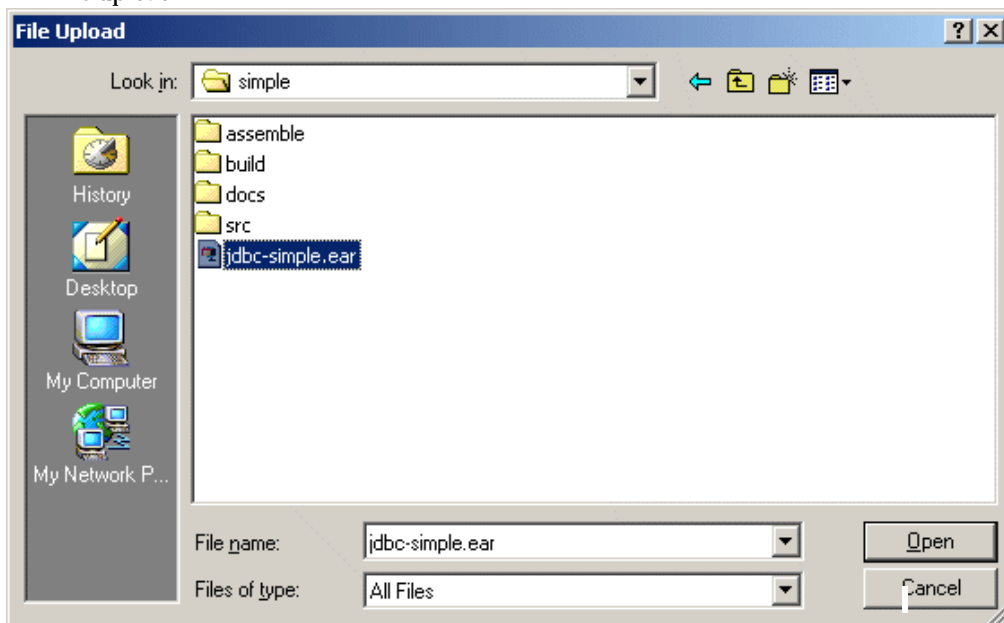 File Upload
Look in: simple
assemble
build
docs
src
jdbc-simple.ear
History
Desktop
My Computer
My Network P...
File name: jdbc-simple.ear Open
Files of type: All Files Cancel